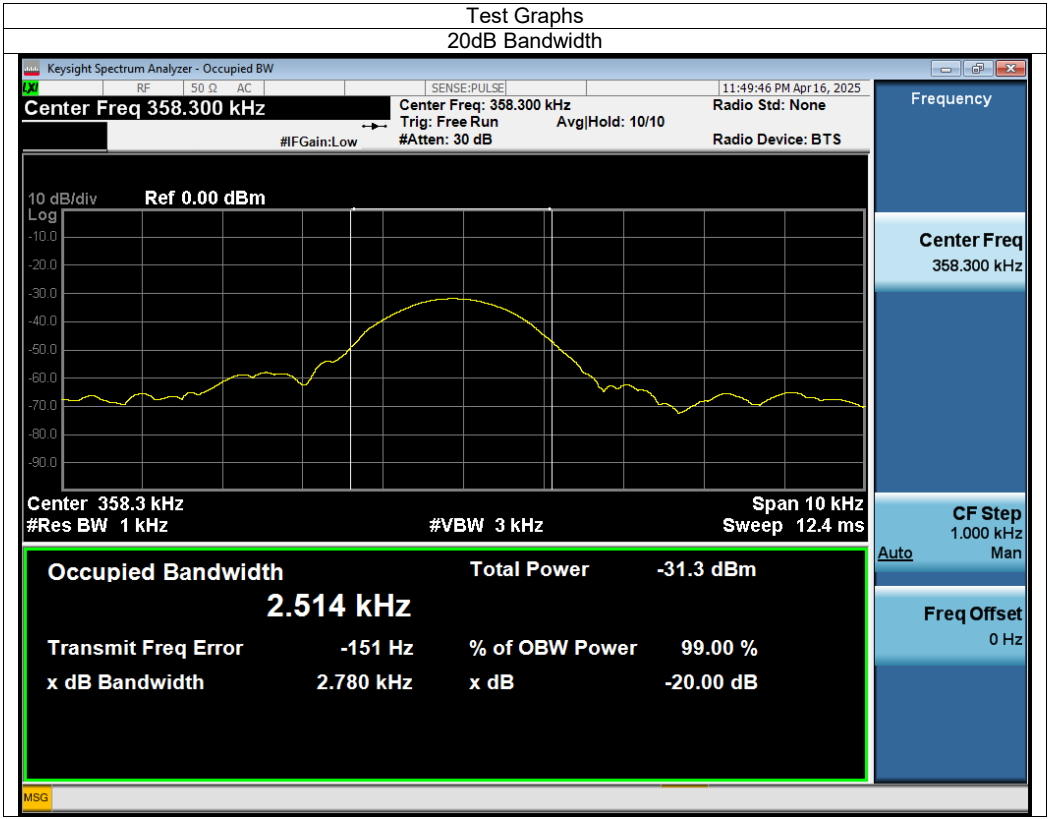 Test Graphs
20dB Bandwidth
Keysight Spectrum Analyzer - Occupied BW
LXI RF 50 Ω AC SENSE:PULSE 11:49:46 PM Apr 16, 2025
Center Freq 358.300 kHz
Center Freq: 358.300 kHz Radio Std: None
Trig: Free Run Avg|Hold: 10/10
#IFGain:Low #Atten: 30 dB Radio Device: BTS
10 dB/div Ref 0.00 dBm
Log
-10.0
-20.0
-30.0
-40.0
-50.0
-60.0
-70.0
-80.0
-90.0
Center 358.3 kHz Span 10 kHz
#Res BW 1 kHz #VBW 3 kHz Sweep 12.4 ms
Occupied Bandwidth Total Power -31.3 dBm
2.514 kHz
Transmit Freq Error -151 Hz % of OBW Power 99.00 %
x dB Bandwidth 2.780 kHz x dB -20.00 dB
MSG
Frequency
Center Freq
358.300 kHz
CF Step
1.000 kHz
Auto Man
Freq Offset
0 Hz